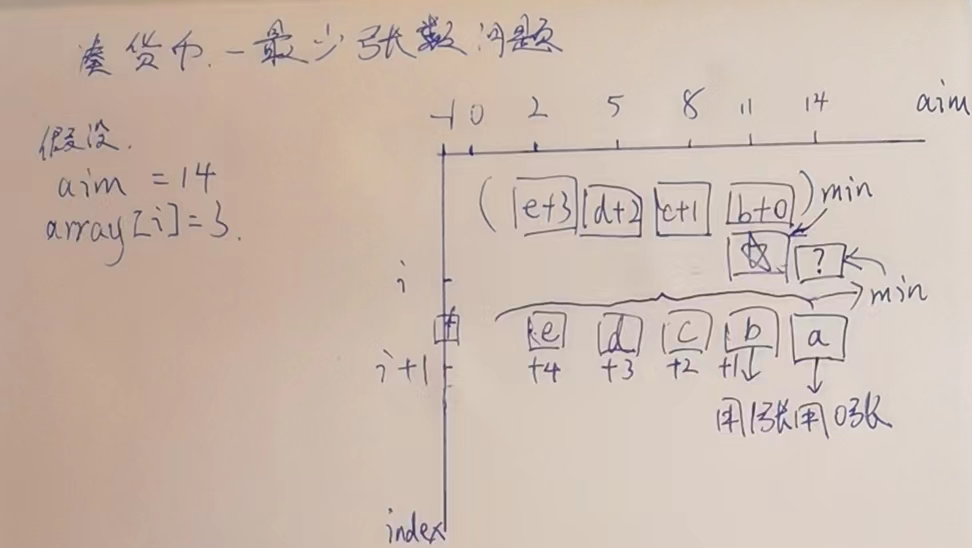 凑货币-最少张数问题
-1 0 2 5 8 11 14 aim
假设.
aim = 14
array[i]=3.
( e+3 d+2 c+1 b+0 ) min
☆ ?
i
min
e d c b a
i+1 +4 +3 +2 +1
用1张 用0张
index